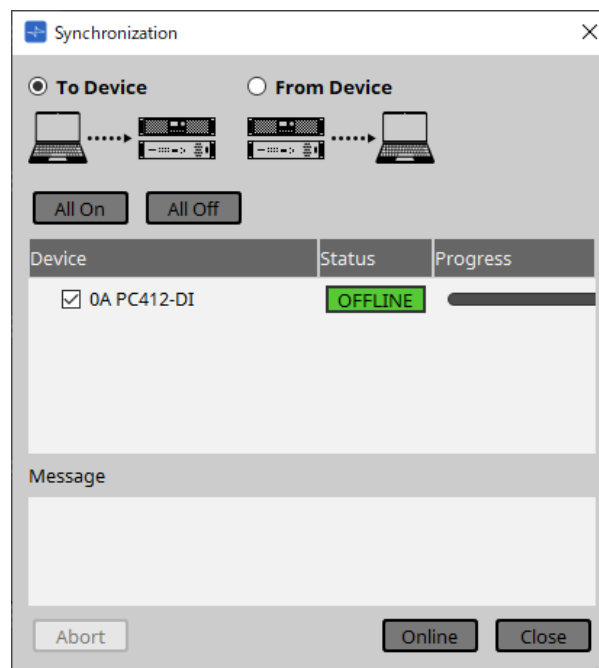 Synchronization
To Device From Device
All On All Off
Device Status Progress
0A PC412-DI OFFLINE
Message
Abort Online Close